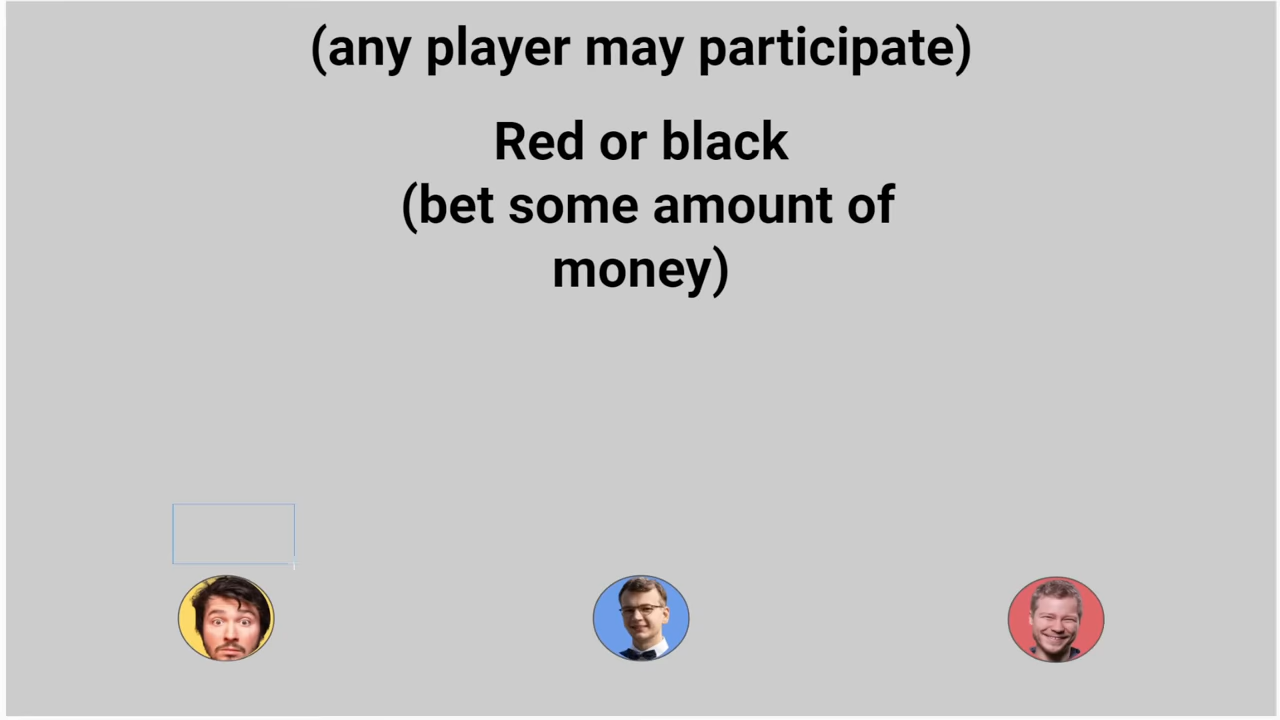 (any player may participate)
Red or black
(bet some amount of
money)